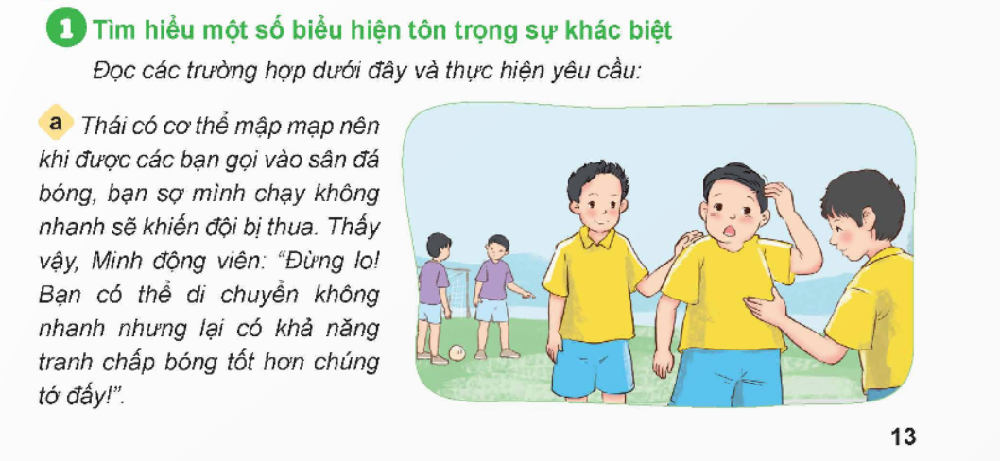 1 Tìm hiểu một số biểu hiện tôn trọng sự khác biệt
Đọc các trường hợp dưới đây và thực hiện yêu cầu:
a Thái có cơ thể mập mạp nên
khi được các bạn gọi vào sân đá
bóng, bạn sợ mình chạy không
nhanh sẽ khiến đội bị thua. Thấy
vậy, Minh động viên: “Đừng lo!
Bạn có thể di chuyển không
nhanh nhưng lại có khả năng
tranh chấp bóng tốt hơn chúng
tớ đấy!”.
13